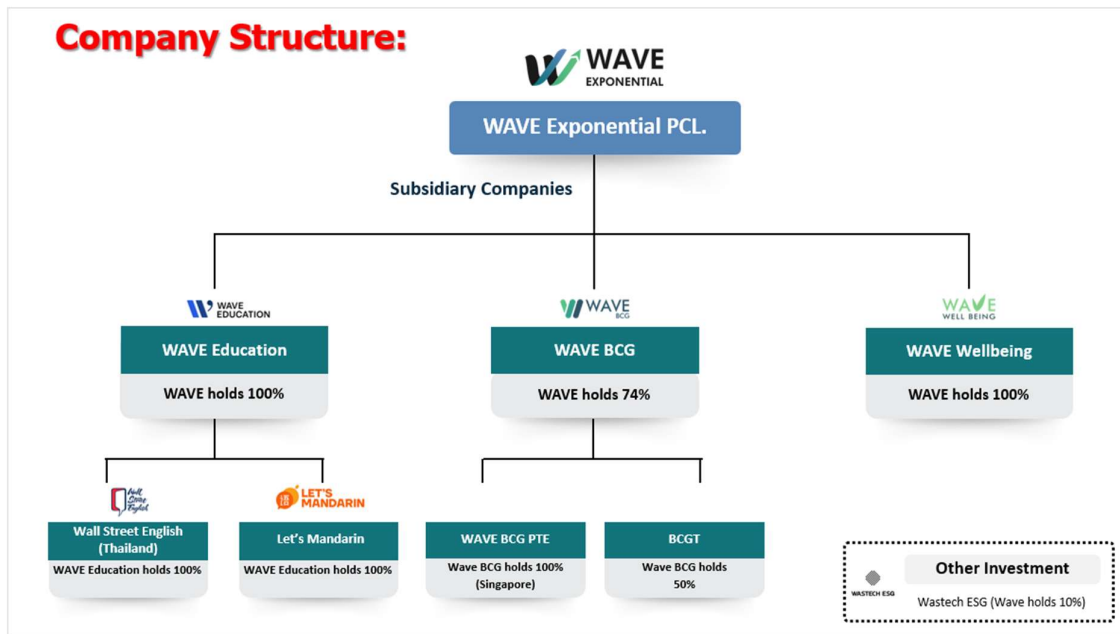 Company Structure:
WAVE
EXPONENTIAL
WAVE Exponential PCL.
Subsidiary Companies
WAVE
EDUCATION
WAVE Education
WAVE holds 100%
WAVE
BCG
WAVE BCG
WAVE holds 74%
WAVE
WELL BEING
WAVE Wellbeing
WAVE holds 100%
Wall
Street
English
Wall Street English
(Thailand)
WAVE Education holds 100%
LET'S
MANDARIN
Let's Mandarin
WAVE Education holds 100%
WAVE BCG PTE
Wave BCG holds 100%
(Singapore)
BCGT
Wave BCG holds
50%
WASTECH ESG
Other Investment
Wastech ESG (Wave holds 10%)